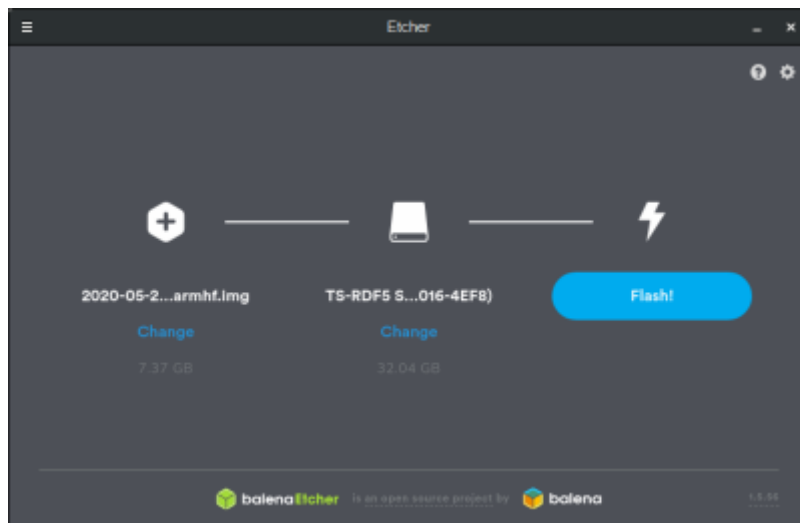 Etcher
2020-05-2...armhf.img
TS-RDF5 S...016-4EF8)
Flash!
Change
Change
7.37 GB
32.04 GB
balenaEtcher is an open source project by balena